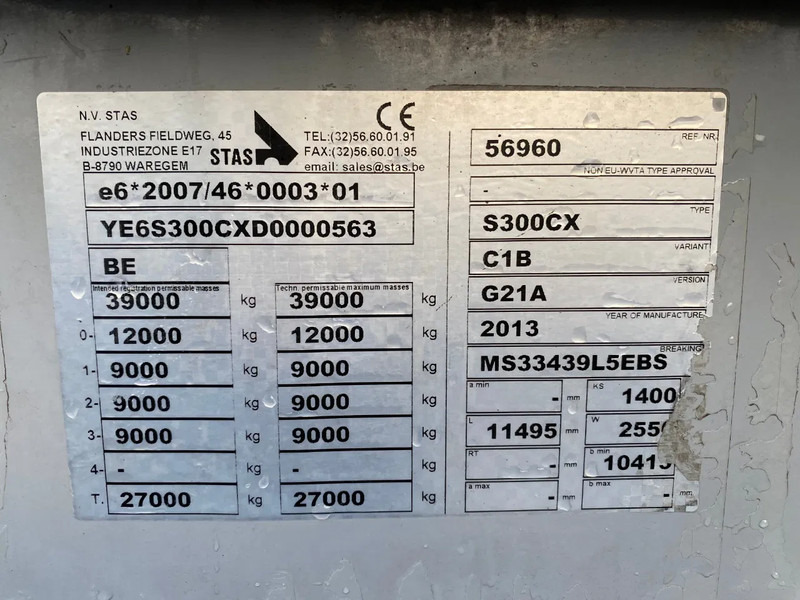 N.V. STAS
FLANDERS FIELDWEG, 45
INDUSTRIEZONE E17
B-8790 WAREGEM
STAS
CE
TEL:(32)56.60.01.91
FAX:(32)56.60.01.95
email: sales@stas.be
e6*2007/46*0003*01
YE6S300CXD0000563
BE
Intended registration permissable masses
Techn. permissable maximum masses
39000 kg 39000 kg
0- 12000 kg 12000 kg
1- 9000 kg 9000 kg
2- 9000 kg 9000 kg
3- 9000 kg 9000 kg
4- - kg - kg
T. 27000 kg 27000 kg
REF. NR.
56960
NON EU-WVTA TYPE APPROVAL
-
TYPE
S300CX
VARIANT
C1B
VERSION
G21A
YEAR OF MANUFACTURE
2013
BREAKING
MS33439L5EBS
a min - mm KS 1400
L 11495 mm W 2550
RT - mm b min
a max - mm b max - mm